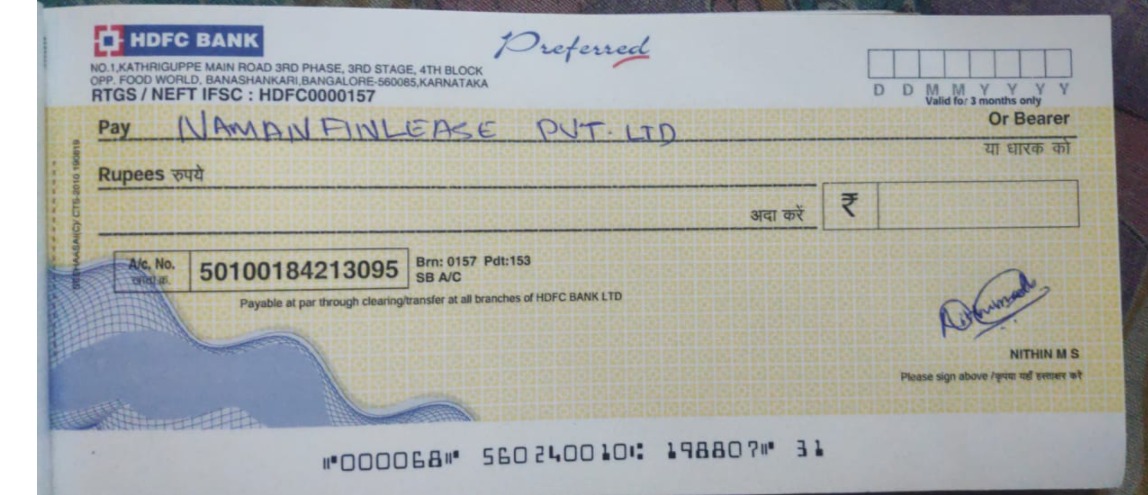 HDFC BANK
Preferred
NO.1,KATHRIGUPPE MAIN ROAD 3RD PHASE, 3RD STAGE, 4TH BLOCK
OPP. FOOD WORLD, BANASHANKARI,BANGALORE-560085,KARNATAKA
RTGS / NEFT IFSC : HDFC0000157
D D M M Y Y Y Y
Valid for 3 months only
Pay NAMAN FINLEASE PVT. LTD Or Bearer
या धारक को
Rupees रुपये
अदा करें ₹
A/c. No. 50100184213095 Brn: 0157 Pdt:153
SB A/C
Payable at par through clearing/transfer at all branches of HDFC BANK LTD
NITHIN M S
Please sign above /कृपया यहाँ हस्ताक्षर करे
⑈000068⑈ 560240010⑆ 198807⑈ 31